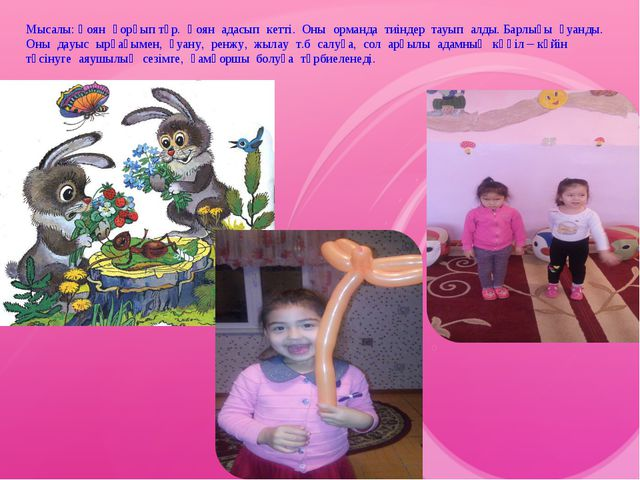 Мысалы: Қоян қорқып тұр. Қоян адасып кетті. Оны орманда тиіндер тауып алды. Барлығы қуанды.
Оны дауыс ырғағымен, қуану, ренжу, жылау т.б салуға, сол арқылы адамның көңіл – күйін
түсінуге аяушылық сезімге, қамқоршы болуға тәрбиеленеді.